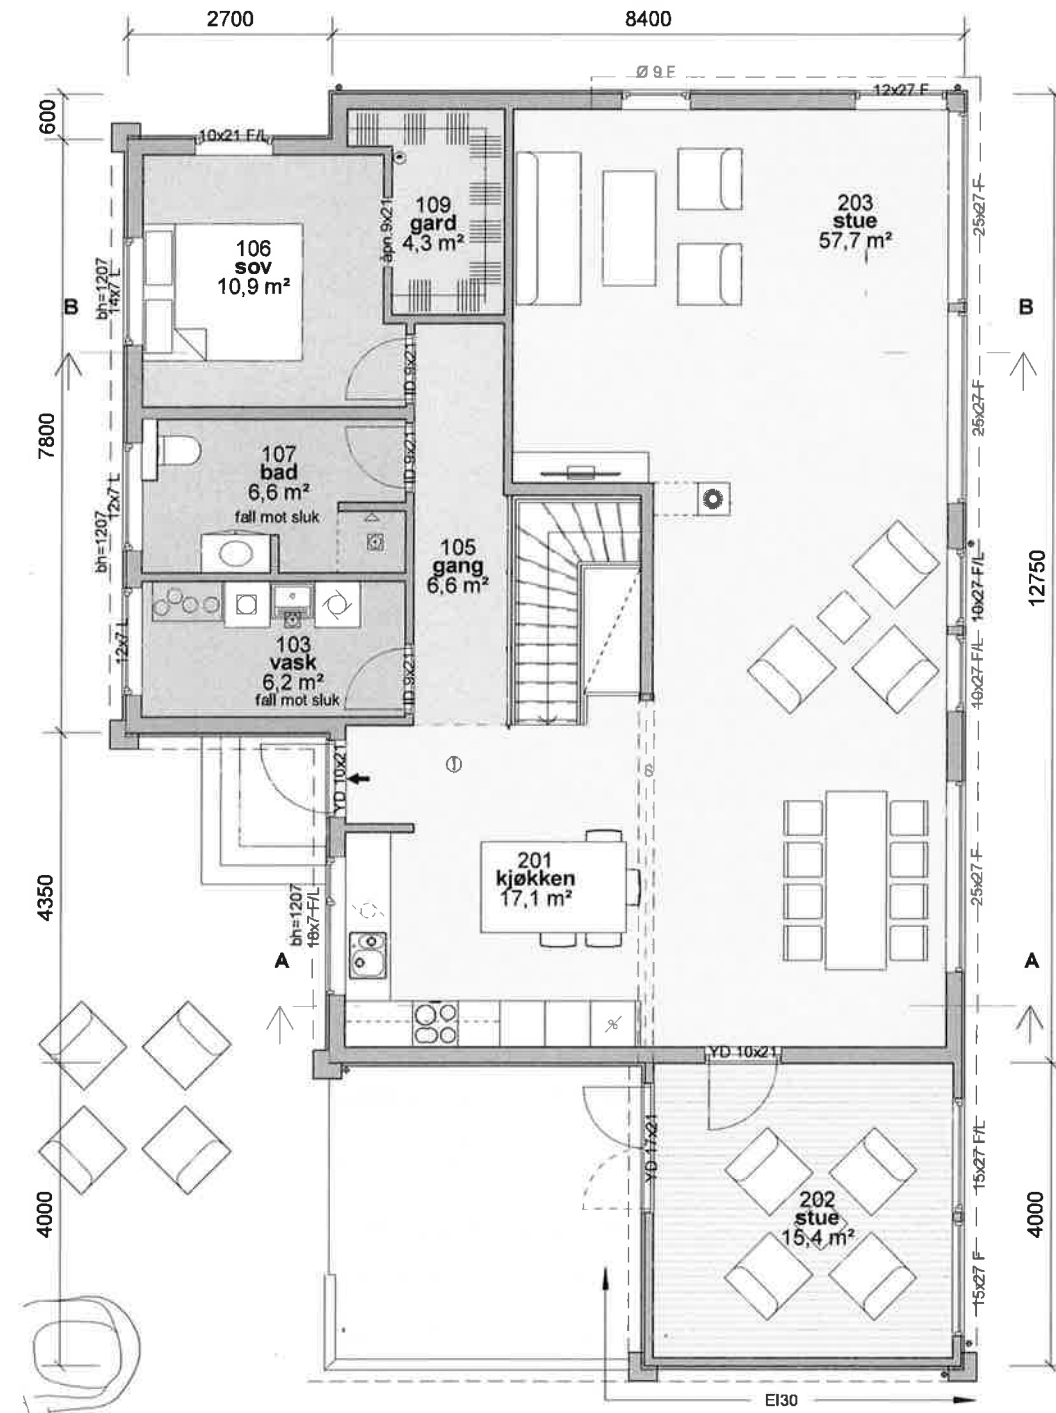 2700
8400
Ø 9 F
12x27 F
600
10x21 F/L
25x27 F
109
gard
4,3 m²
203
stue
57,7 m²
åpn.9x21
106
sov
10,9 m²
bh=1207
14x7 L
B
B
ID 9x21
25x27 F
7800
107
bad
6,6 m²
fall mot sluk
ID 9x21
12x7 L
bh=1207
105
gang
6,6 m²
12750
10x27 F/L
12x7 L
103
vask
6,2 m²
fall mot sluk
ID 9x21
10x27 F/L
YD 10x21
201
kjøkken
17,1 m²
4350
25x27 F
bh=1207
18x7 F/L
A
A
YD 10x21
YD 17x21
15x27 F/L
4000
202
stue
15,4 m²
4000
15x27 F
EI30